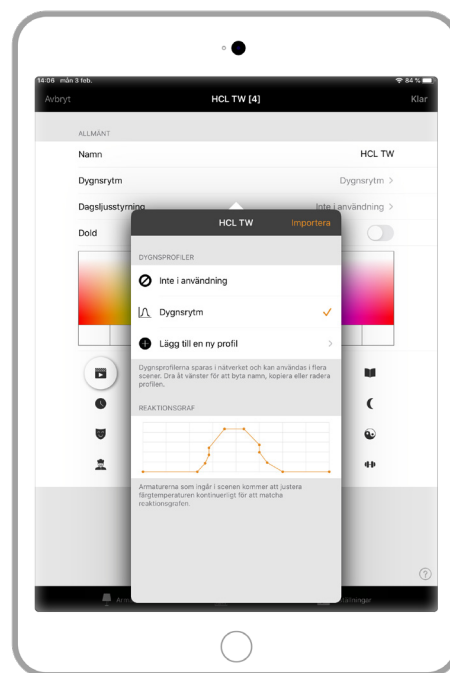 14:06 mån 3 feb. 84 %
Avbryt HCL TW [4] Klar
ALLMÄNT
Namn HCL TW
Dygnsrytm Dygnsrytm
Dagsljusstyrning Inte i användning
Dold
HCL TW Importera
DYGNSPROFILER
Inte i användning
Dygnsrytm
Lägg till en ny profil
Dygnsprofilerna sparas i nätverket och kan användas i flera
scener. Dra åt vänster för att byta namn, kopiera eller radera
profilen.
REAKTIONSGRAF
Armaturerna som ingår i scenen kommer att justera
färgtemperaturen kontinuerligt för att matcha
reaktionsgrafen.
?